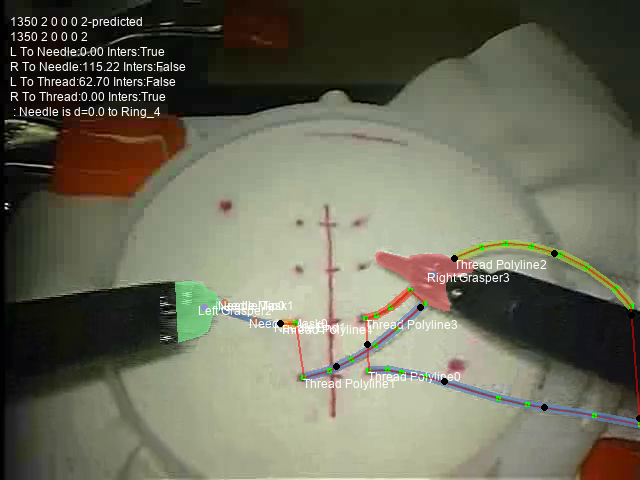 1350 2 0 0 0 2-predicted
1350 2 0 0 0 2
L To Needle:0.00 Inters:True
R To Needle:115.22 Inters:False
L To Thread:62.70 Inters:False
R To Thread:0.00 Inters:True
: Needle is d=0.0 to Ring_4
Thread Polyline2
Right Grasper3
Left Grasper2
Thread Polyline3
Thread Polyline0
Thread Polyline1